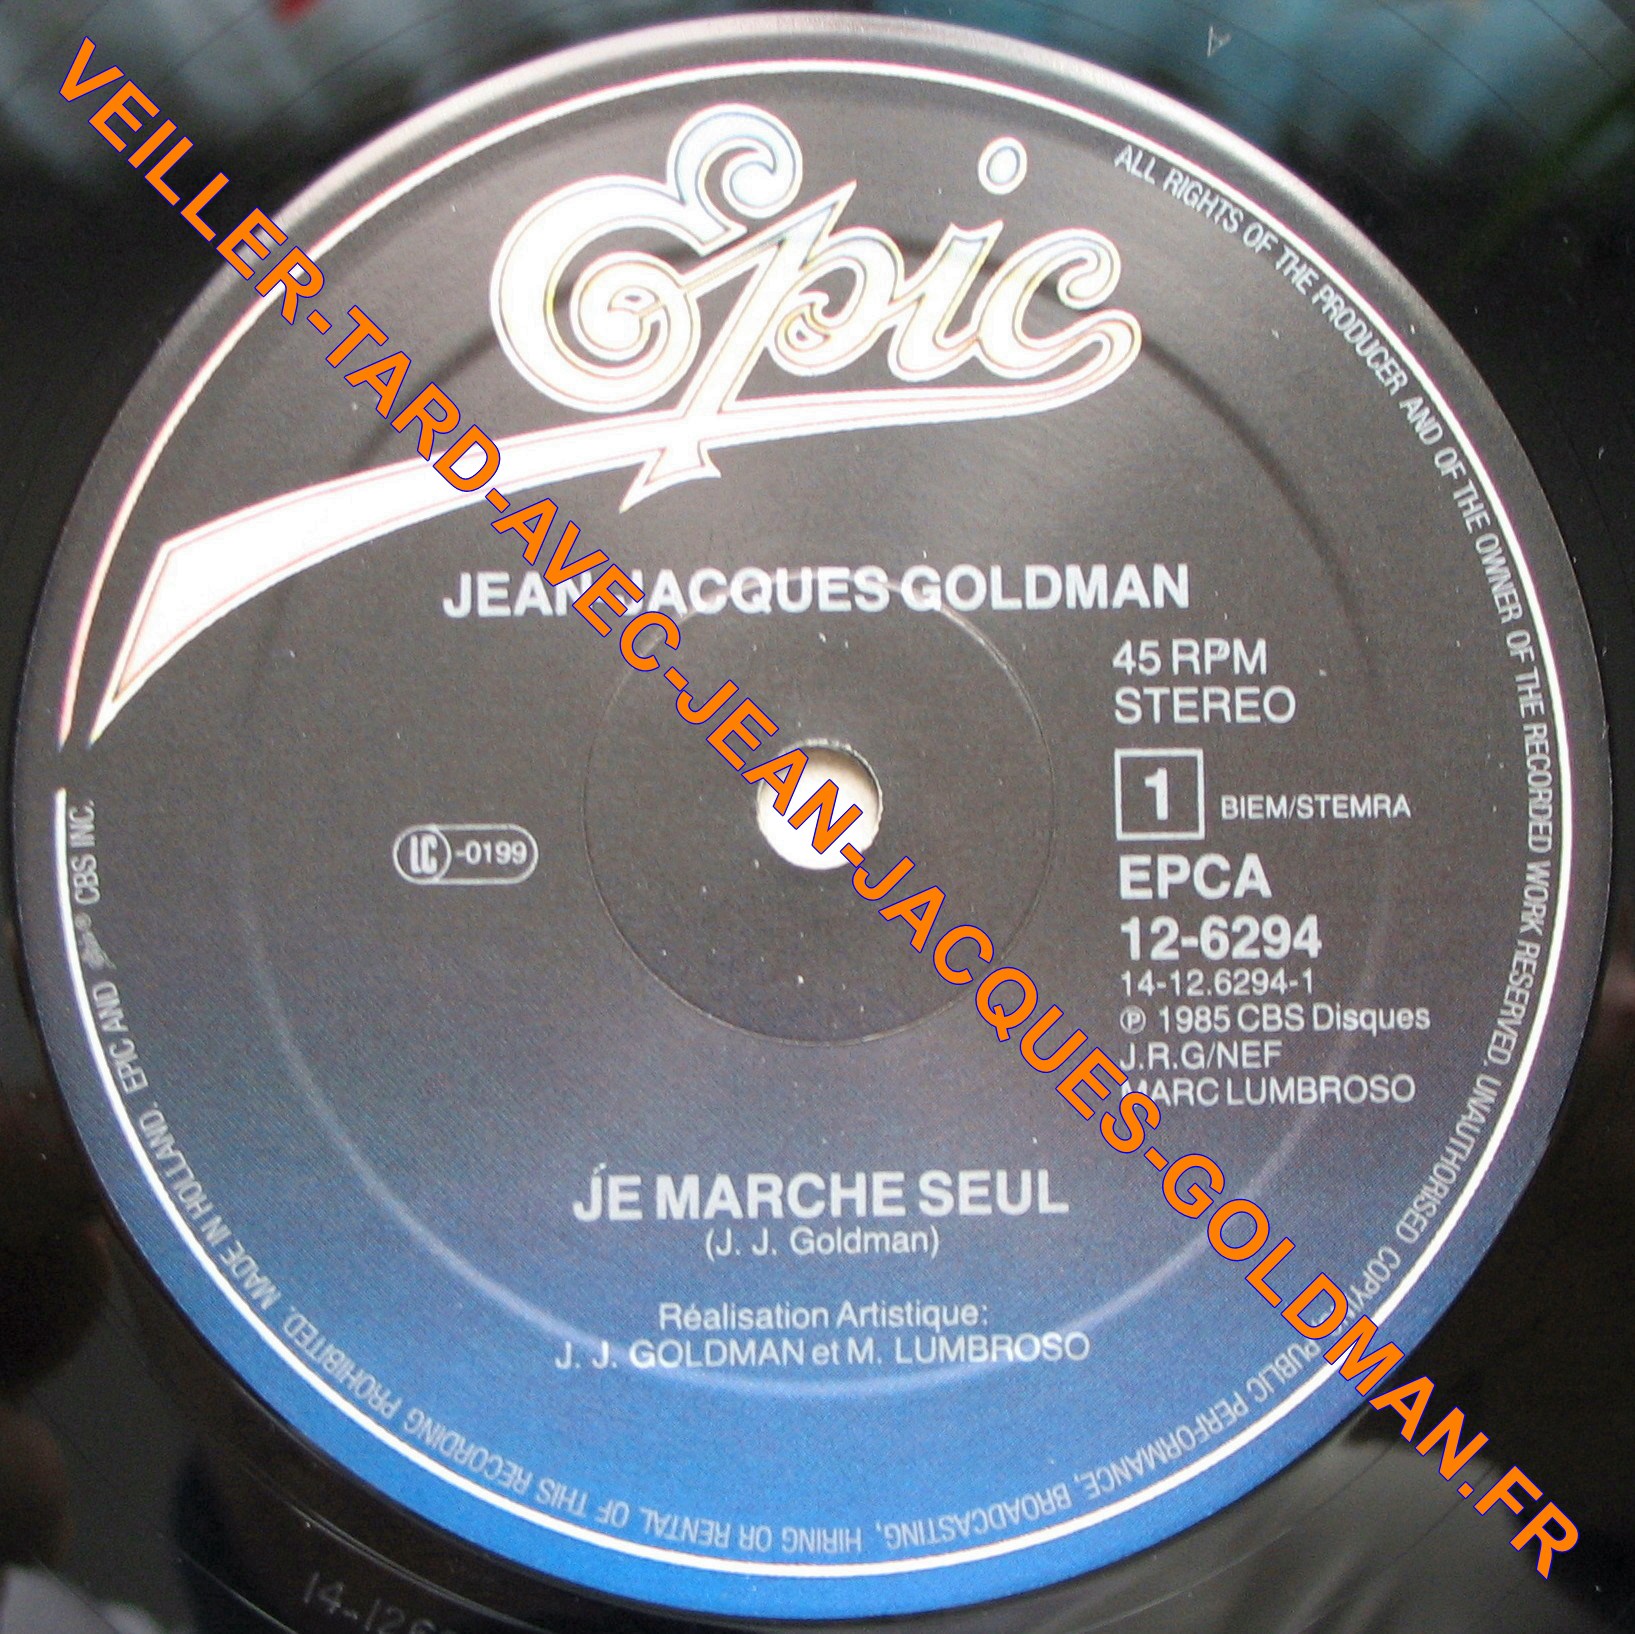 VEILLER-TARD-AVEC-JEAN-JACQUES-GOLDMAN.FR
Epic
ALL RIGHTS OF THE PRODUCER AND OF THE OWNER OF THE RECORDED WORK RESERVED. UNAUTHORISED COPYING PUBLIC PERFORMANCE, BROADCASTING, HIRING OR RENTAL OF THIS RECORDING PROHIBITED. MADE IN HOLLAND. EPIC AND CBS INC.
JEAN-JACQUES GOLDMAN
45 RPM
STEREO
1 BIEM/STEMRA
LC-0199
EPCA
12-6294
14-12.6294-1
℗ 1985 CBS Disques
J.R.G/NEF
MARC LUMBROSO
JE MARCHE SEUL
(J. J. Goldman)
Réalisation Artistique:
J. J. GOLDMAN et M. LUMBROSO
A